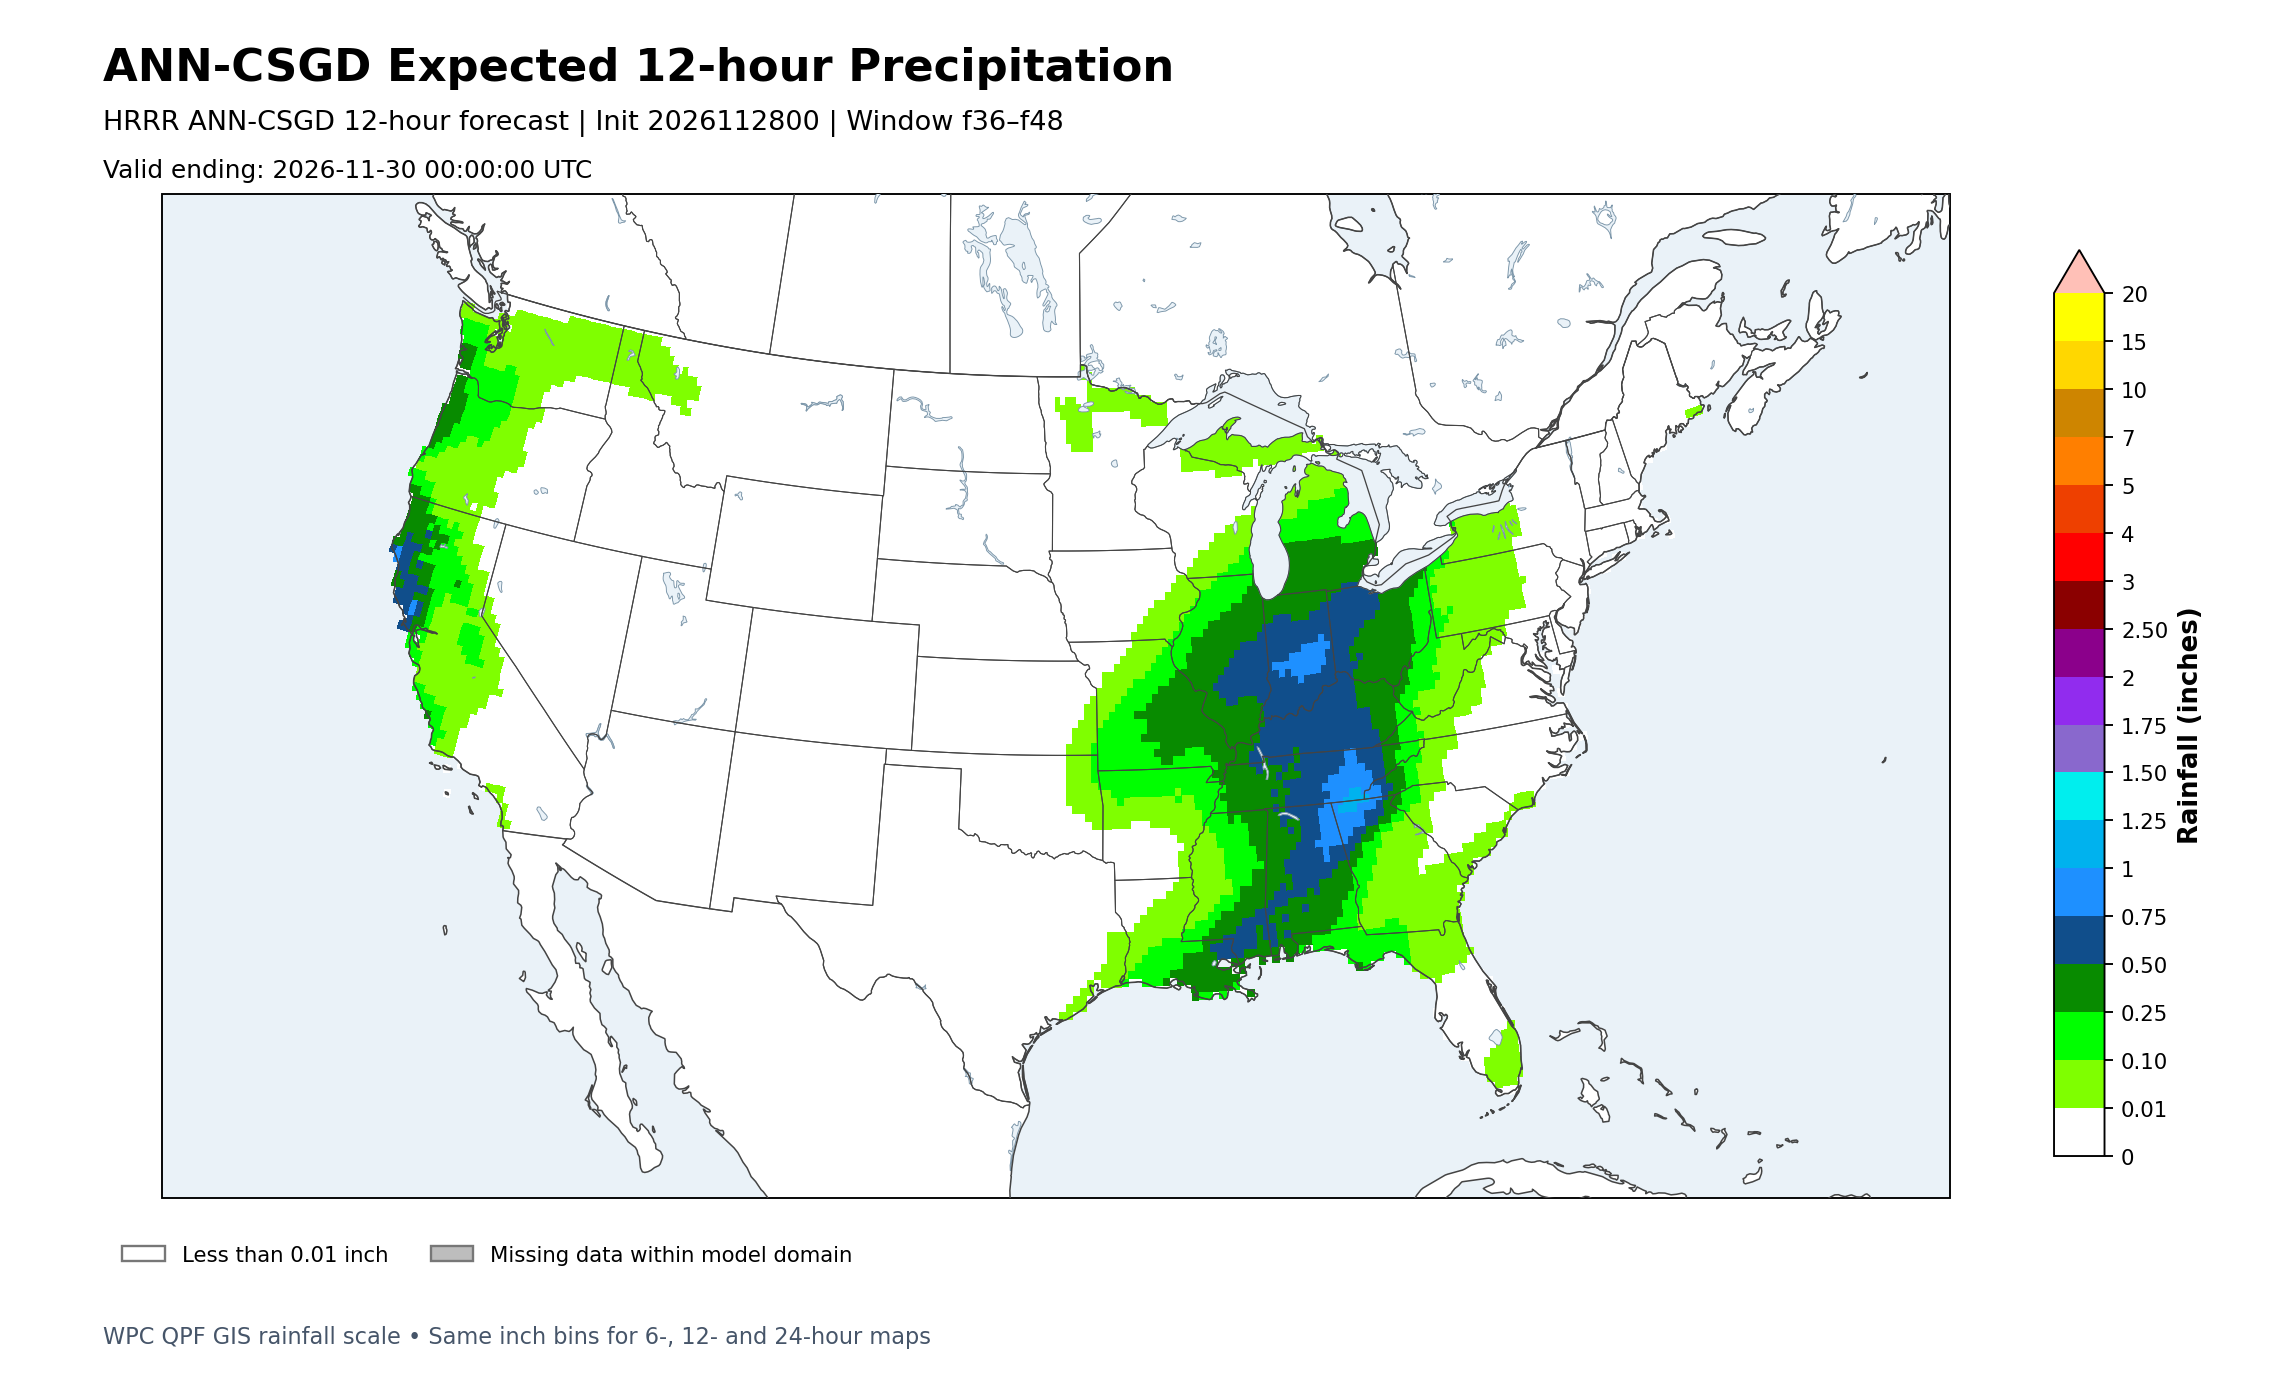 ANN-CSGD Expected 12-hour Precipitation
HRRR ANN-CSGD 12-hour forecast | Init 2026112800 | Window f36–f48
Valid ending: 2026-11-30 00:00:00 UTC
20
15
10
7
5
4
3
2.50
2
1.75
1.50
1.25
1
0.75
0.50
0.25
0.10
0.01
0
Rainfall (inches)
Less than 0.01 inch
Missing data within model domain
WPC QPF GIS rainfall scale • Same inch bins for 6-, 12- and 24-hour maps